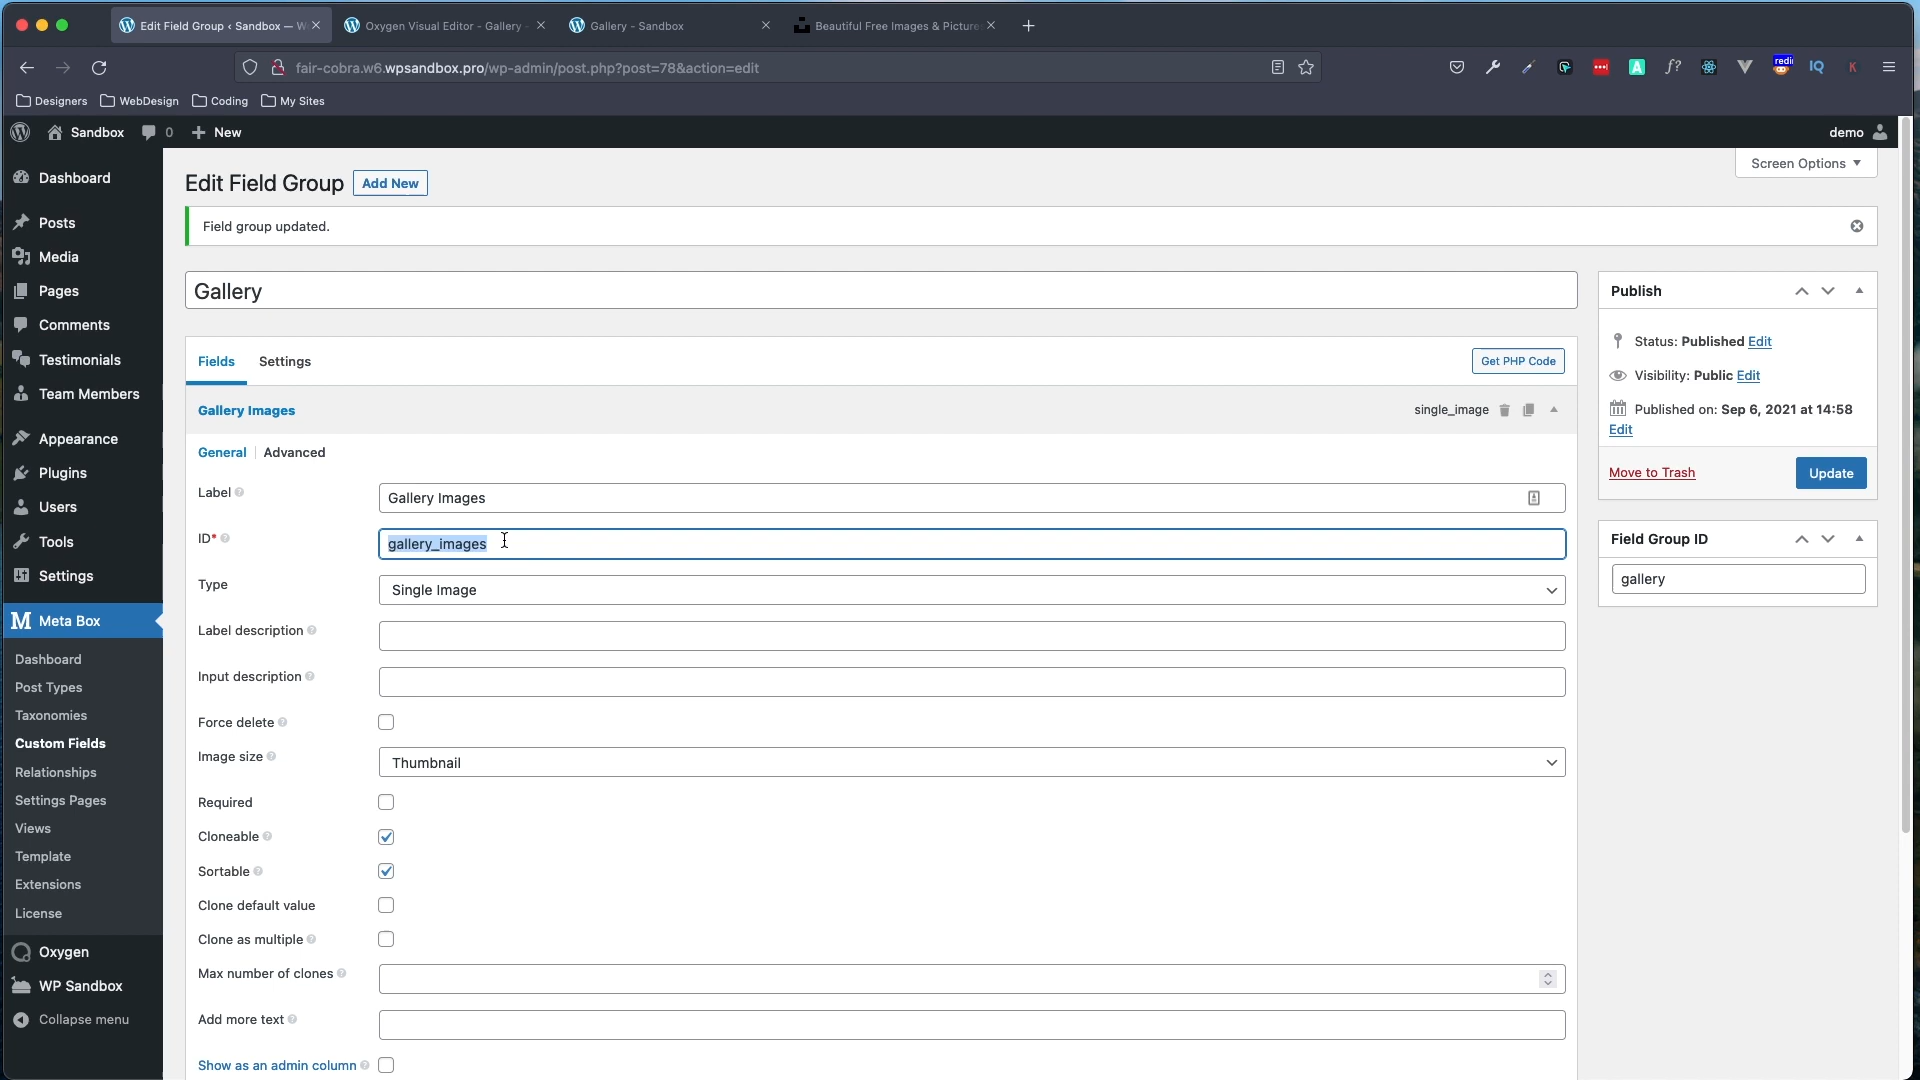 Edit Field Group ‹ Sandbox — W
Oxygen Visual Editor - Gallery
Gallery - Sandbox
Beautiful Free Images & Picture
fair-cobra.w6.wpsandbox.pro/wp-admin/post.php?post=78&action=edit
Designers
WebDesign
Coding
My Sites
Sandbox
0
New
demo
Screen Options
Dashboard
Posts
Media
Pages
Comments
Testimonials
Team Members
Appearance
Plugins
Users
Tools
Settings
Meta Box
Dashboard
Post Types
Taxonomies
Custom Fields
Relationships
Settings Pages
Views
Template
Extensions
License
Oxygen
WP Sandbox
Collapse menu
Edit Field Group
Add New
Field group updated.
Gallery
Fields
Settings
Get PHP Code
Gallery Images
single_image
General
Advanced
Label
Gallery Images
ID*
gallery_images
Type
Single Image
Label description
Input description
Force delete
Image size
Thumbnail
Required
Cloneable
Sortable
Clone default value
Clone as multiple
Max number of clones
Add more text
Show as an admin column
Publish
Status: Published Edit
Visibility: Public Edit
Published on: Sep 6, 2021 at 14:58
Edit
Move to Trash
Update
Field Group ID
gallery